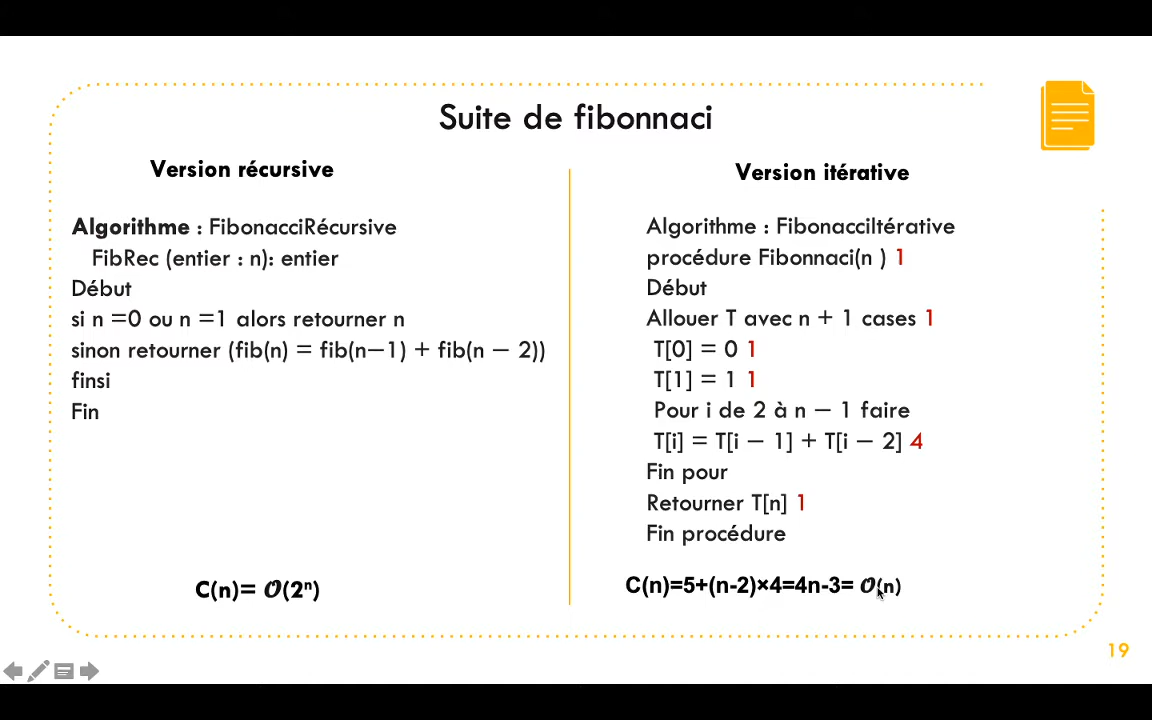 Suite de fibonnaci
Version récursive
Algorithme : FibonacciRécursive
FibRec (entier : n): entier
Début
si n =0 ou n =1 alors retourner n
sinon retourner (fib(n) = fib(n−1) + fib(n − 2))
finsi
Fin
C(n)= 𝒪(2ⁿ)
Version itérative
Algorithme : FibonacciItérative
procédure Fibonnaci(n ) 1
Début
Allouer T avec n + 1 cases 1
T[0] = 0 1
T[1] = 1 1
Pour i de 2 à n − 1 faire
T[i] = T[i − 1] + T[i − 2] 4
Fin pour
Retourner T[n] 1
Fin procédure
C(n)=5+(n-2)×4=4n-3= 𝒪(n)
19